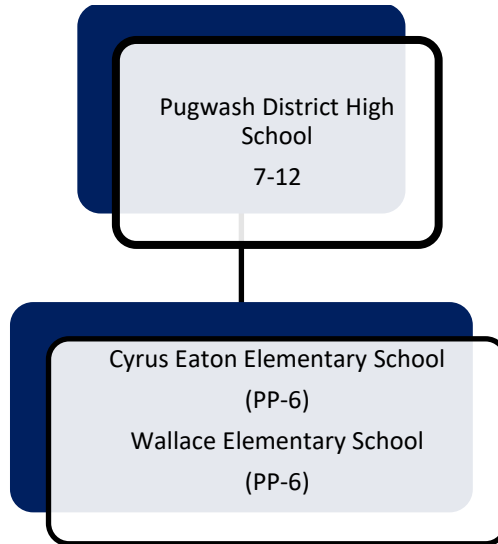 Pugwash District High
School
7-12
Cyrus Eaton Elementary School
(PP-6)
Wallace Elementary School
(PP-6)